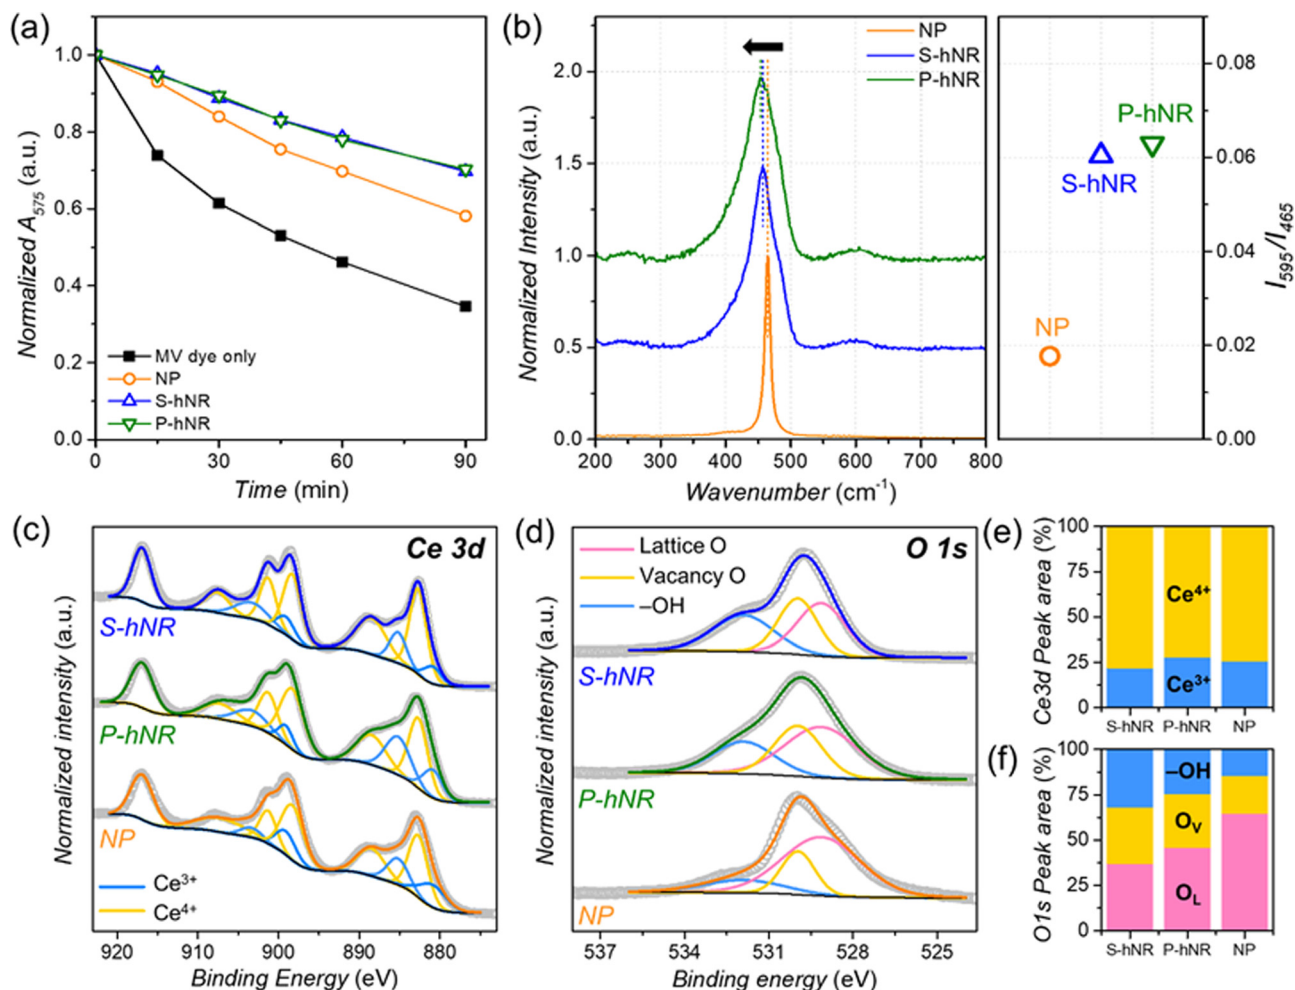 (a)
Normalized A575 (a.u.)
1.0
0.8
0.6
0.4
0.2
0.0
0
30
60
90
Time (min)
MV dye only
NP
S-hNR
P-hNR
(b)
Normalized Intensity (a.u.)
2.0
1.5
1.0
0.5
0.0
200
300
400
500
600
700
800
Wavenumber (cm-1)
NP
S-hNR
P-hNR
P-hNR
S-hNR
NP
0.08
0.06
0.04
0.02
0.00
I595/I465
(c)
Ce 3d
Normalized intensity (a.u.)
S-hNR
P-hNR
NP
Ce3+
Ce4+
920
910
900
890
880
Binding Energy (eV)
(d)
O 1s
Lattice O
Vacancy O
–OH
Normalized intensity (a.u.)
S-hNR
P-hNR
NP
537
534
530
528
525
Binding energy (eV)
(e)
Ce3d Peak area (%)
100
75
50
25
0
Ce4+
Ce3+
S-hNR
P-hNR
NP
(f)
O1s Peak area (%)
100
75
50
25
0
–OH
OV
OL
S-hNR
P-hNR
NP